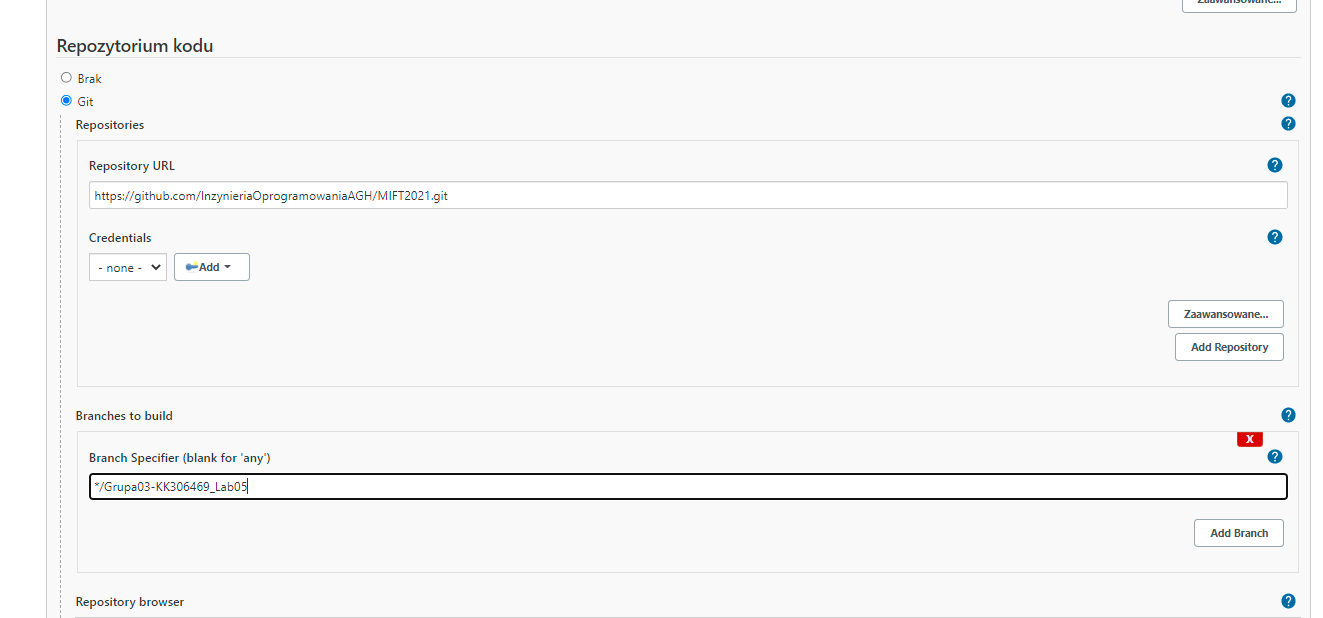 Zaawansowane...
Repozytorium kodu
Brak
Git
?
Repositories
?
Repository URL
?
https://github.com/InzynieriaOprogramowaniaAGH/MIFT2021.git
Credentials
?
- none -
Add
Zaawansowane...
Add Repository
Branches to build
?
X
Branch Specifier (blank for 'any')
?
*/Grupa03-KK306469_Lab05
Add Branch
Repository browser
?